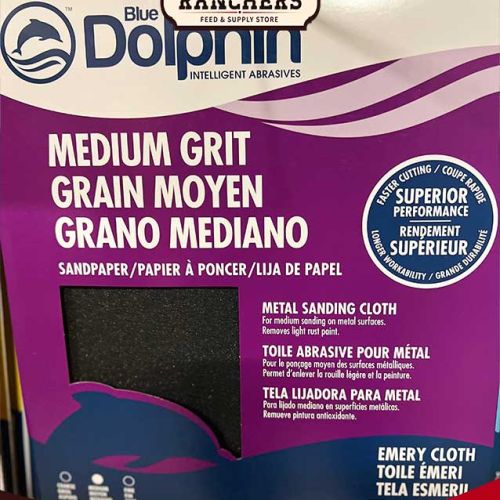 RANCHERS
FEED & SUPPLY STORE
Blue
Dolphin
INTELLIGENT ABRASIVES
MEDIUM GRIT
GRAIN MOYEN
GRANO MEDIANO
SANDPAPER/PAPIER À PONCER/LIJA DE PAPEL
FASTER CUTTING / COUPE RAPIDE
SUPERIOR
PERFORMANCE
RENDEMENT
SUPÉRIEUR
LONGER WORKABILITY / GRANDE DURABILITÉ
METAL SANDING CLOTH
For medium sanding on metal surfaces.
Removes light rust paint.
TOILE ABRASIVE POUR MÉTAL
Pour le ponçage moyen des surfaces métalliques.
Permet d'enlever la rouille légère et la peinture.
TELA LIJADORA PARA METAL
Para lijado mediano en superficies metálicas.
Remueve pintura antioxidante.
EMERY CLOTH
TOILE ÉMERI
TELA ESMERIL